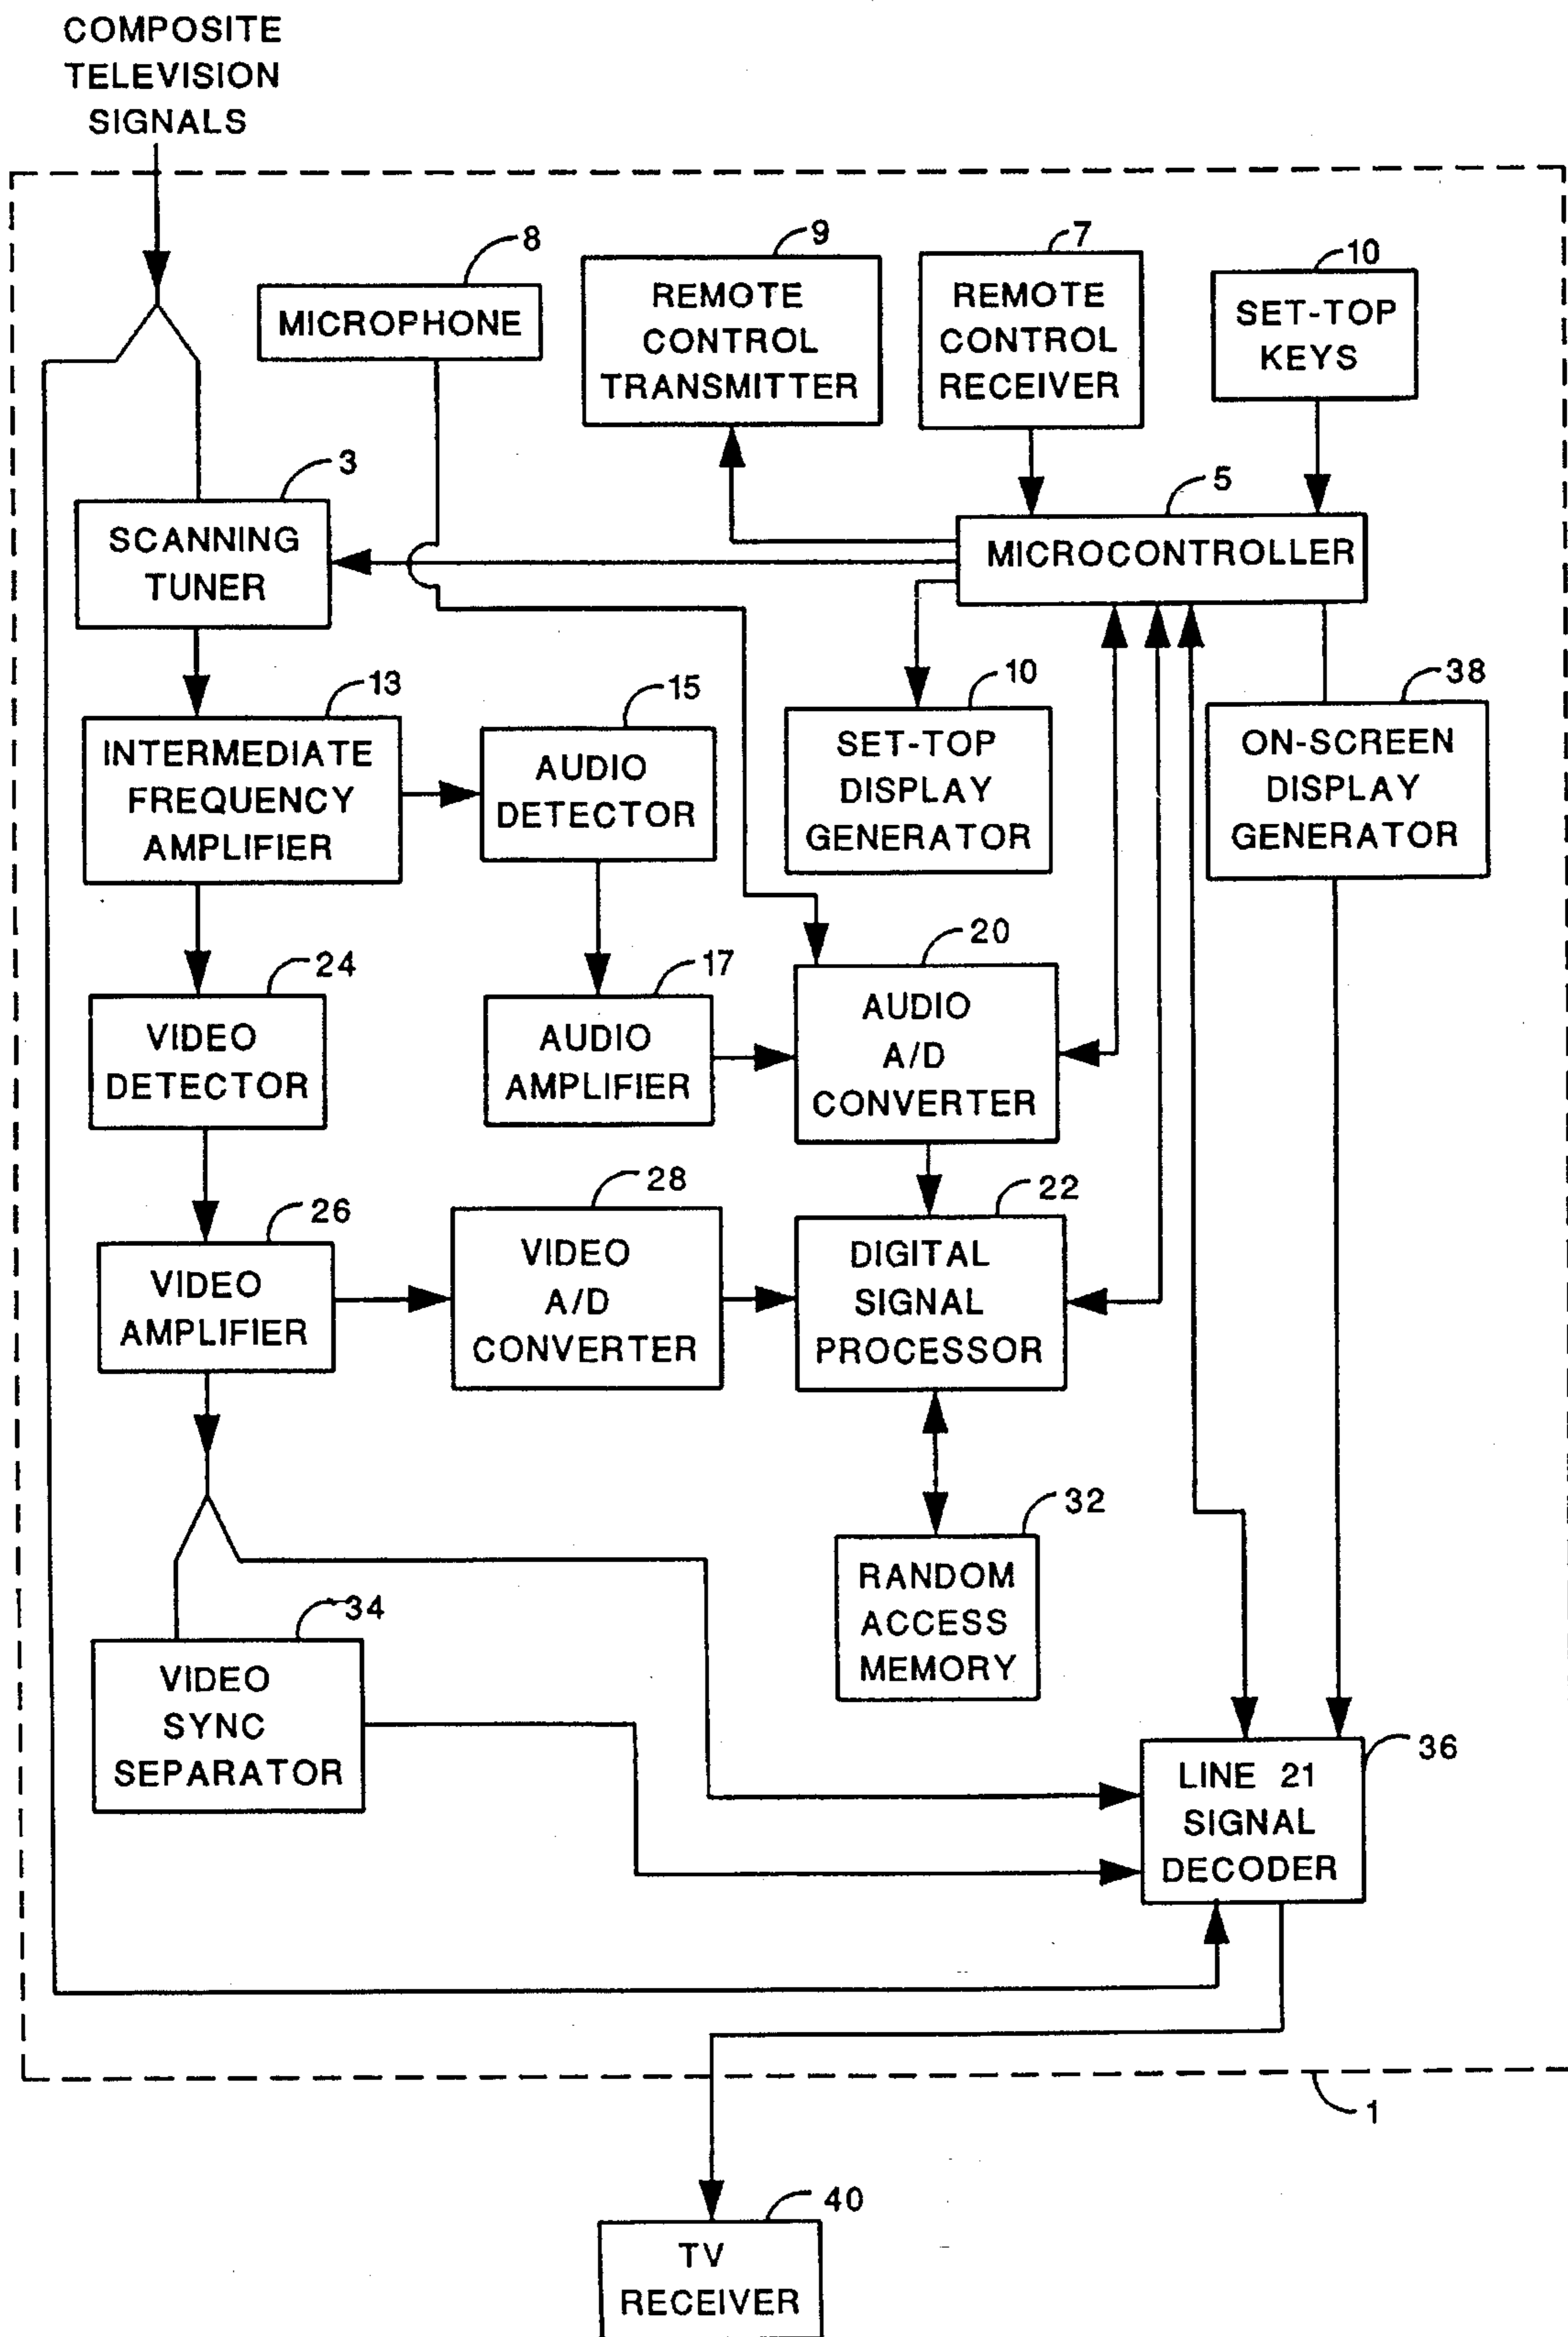 COMPOSITE
TELEVISION
SIGNALS
8
MICROPHONE
9
REMOTE
CONTROL
TRANSMITTER
7
REMOTE
CONTROL
RECEIVER
10
SET-TOP
KEYS
3
SCANNING
TUNER
5
MICROCONTROLLER
13
INTERMEDIATE
FREQUENCY
AMPLIFIER
15
AUDIO
DETECTOR
10
SET-TOP
DISPLAY
GENERATOR
38
ON-SCREEN
DISPLAY
GENERATOR
24
VIDEO
DETECTOR
17
AUDIO
AMPLIFIER
20
AUDIO
A/D
CONVERTER
26
VIDEO
AMPLIFIER
28
VIDEO
A/D
CONVERTER
22
DIGITAL
SIGNAL
PROCESSOR
32
RANDOM
ACCESS
MEMORY
34
VIDEO
SYNC
SEPARATOR
36
LINE 21
SIGNAL
DECODER
1
40
TV
RECEIVER